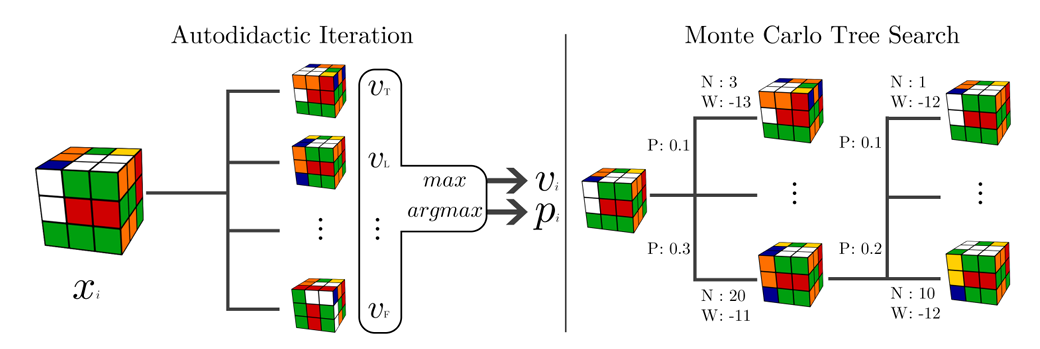 Autodidactic Iteration
v_T
v_L
⋮ ⋮
v_F
max
argmax
v_i
p_i
x_i
Monte Carlo Tree Search
N : 3
W: -13
P: 0.1
P: 0.3
N : 20
W: -11
N : 1
W: -12
P: 0.1
P: 0.2
N : 10
W: -12